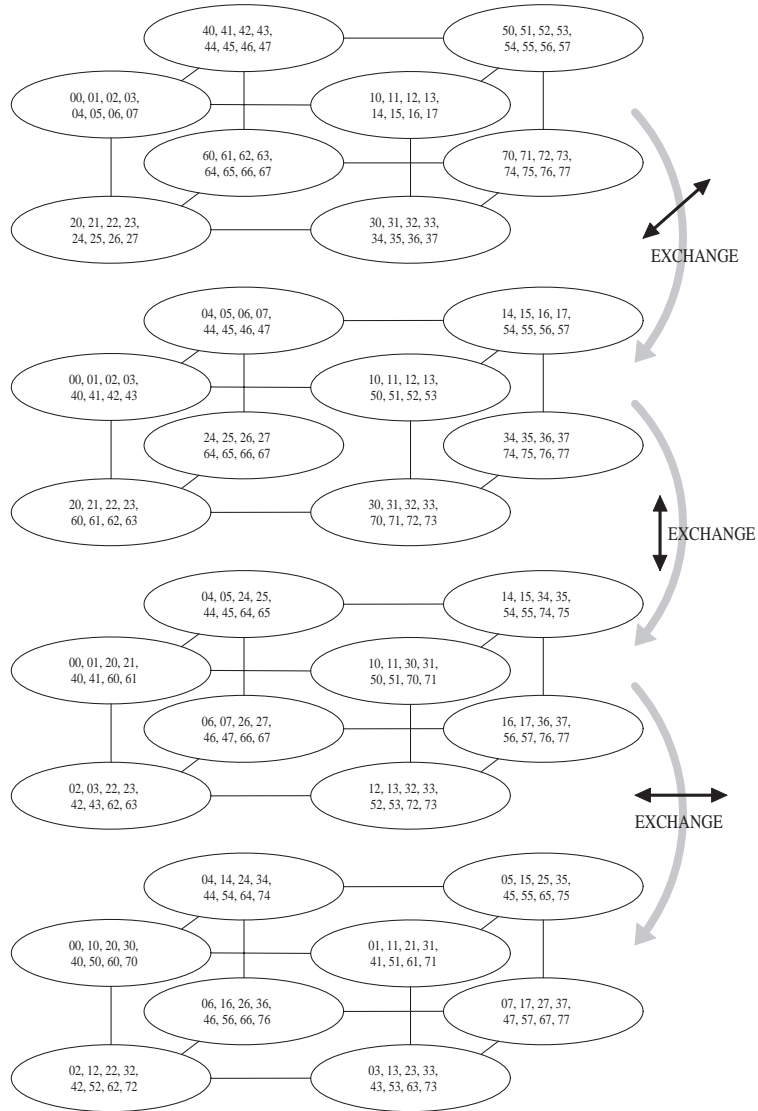 40, 41, 42, 43,
44, 45, 46, 47
50, 51, 52, 53,
54, 55, 56, 57
00, 01, 02, 03,
04, 05, 06, 07
10, 11, 12, 13,
14, 15, 16, 17
60, 61, 62, 63,
64, 65, 66, 67
70, 71, 72, 73,
74, 75, 76, 77
20, 21, 22, 23,
24, 25, 26, 27
30, 31, 32, 33,
34, 35, 36, 37
EXCHANGE
04, 05, 06, 07,
44, 45, 46, 47
14, 15, 16, 17,
54, 55, 56, 57
00, 01, 02, 03,
40, 41, 42, 43
10, 11, 12, 13,
50, 51, 52, 53
24, 25, 26, 27
64, 65, 66, 67
34, 35, 36, 37
74, 75, 76, 77
20, 21, 22, 23,
60, 61, 62, 63
30, 31, 32, 33,
70, 71, 72, 73
EXCHANGE
04, 05, 24, 25,
44, 45, 64, 65
14, 15, 34, 35,
54, 55, 74, 75
00, 01, 20, 21,
40, 41, 60, 61
10, 11, 30, 31,
50, 51, 70, 71
06, 07, 26, 27,
46, 47, 66, 67
16, 17, 36, 37,
56, 57, 76, 77
02, 03, 22, 23,
42, 43, 62, 63
12, 13, 32, 33,
52, 53, 72, 73
EXCHANGE
04, 14, 24, 34,
44, 54, 64, 74
05, 15, 25, 35,
45, 55, 65, 75
00, 10, 20, 30,
40, 50, 60, 70
01, 11, 21, 31,
41, 51, 61, 71
06, 16, 26, 36,
46, 56, 66, 76
07, 17, 27, 37,
47, 57, 67, 77
02, 12, 22, 32,
42, 52, 62, 72
03, 13, 23, 33,
43, 53, 63, 73